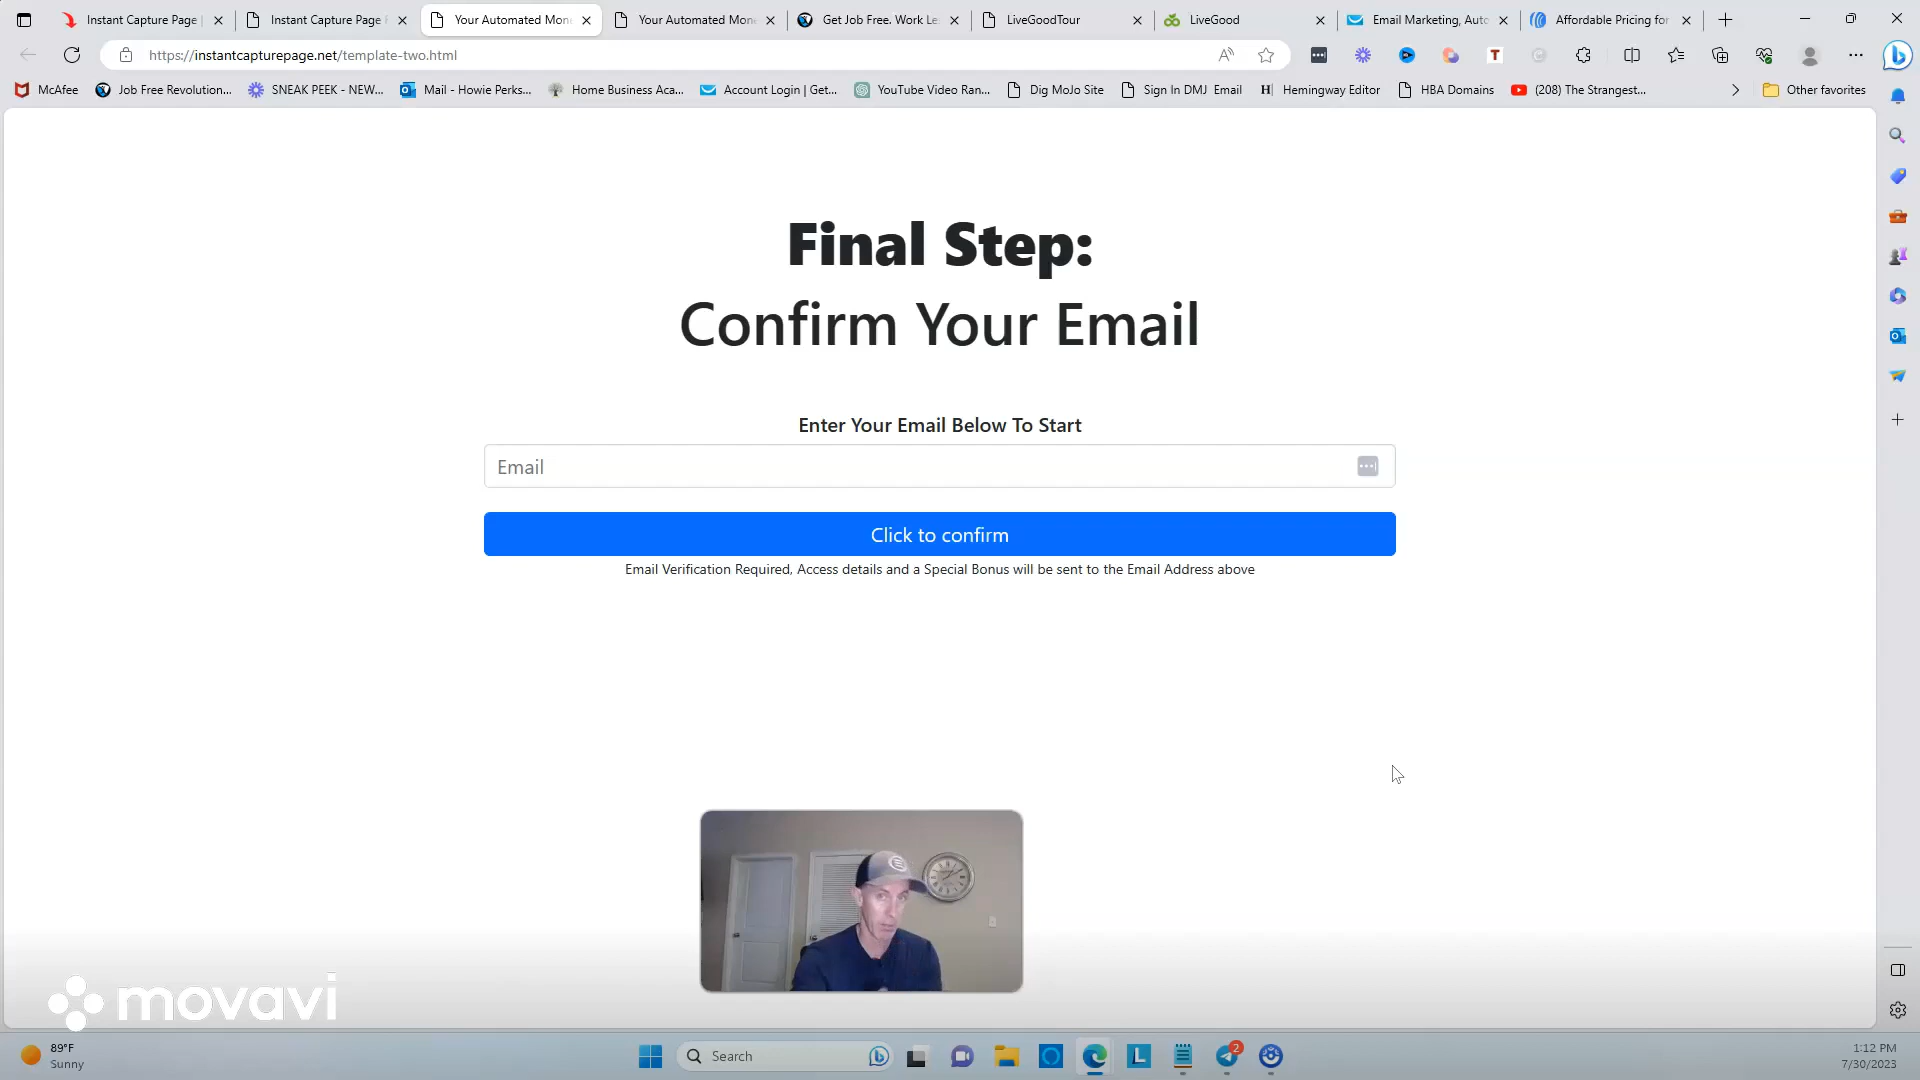 Instant Capture Page
Instant Capture Page
Your Automated Mon
Your Automated Mon
Get Job Free. Work Le
LiveGoodTour
LiveGood
Email Marketing, Auto
Affordable Pricing for
https://instantcapturepage.net/template-two.html
McAfee
Job Free Revolution...
SNEAK PEEK - NEW...
Mail - Howie Perks...
Home Business Aca...
Account Login | Get...
YouTube Video Ran...
Dig MoJo Site
Sign In DMJ Email
Hemingway Editor
HBA Domains
(208) The Strangest...
Other favorites
Final Step:
Confirm Your Email
Enter Your Email Below To Start
Email
Click to confirm
Email Verification Required, Access details and a Special Bonus will be sent to the Email Address above
movavi
89°F
Sunny
Search
2
1:12 PM
7/30/2023